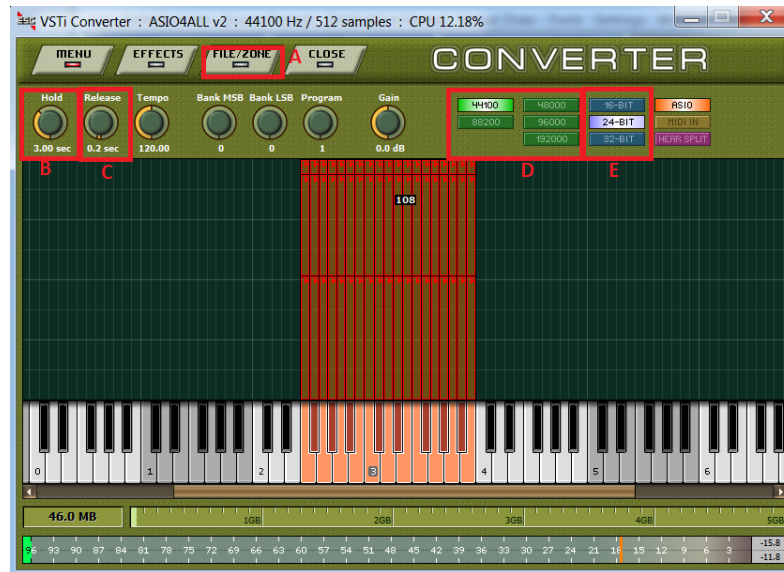 VSTi Converter : ASIO4ALL v2 : 44100 Hz / 512 samples : CPU 12.18%
MENU EFFECTS FILE/ZONE A CLOSE CONVERTER
Hold Release Tempo Bank MSB Bank LSB Program Gain
44100 48000 16-BIT ASIO
88200 96000 24-BIT MIDI IN
192000 32-BIT HEAR SPLIT
3.00 sec 0.2 sec 120.00 0 0 1 0.0 dB
B C D E
108
0 1 2 3 4 5 6
46.0 MB 1GB 2GB 3GB 4GB 5GB
96 93 90 87 84 81 78 75 72 69 66 63 60 57 54 51 48 45 42 39 36 33 30 27 24 21 18 15 12 9 6 3 -15.8
-11.8